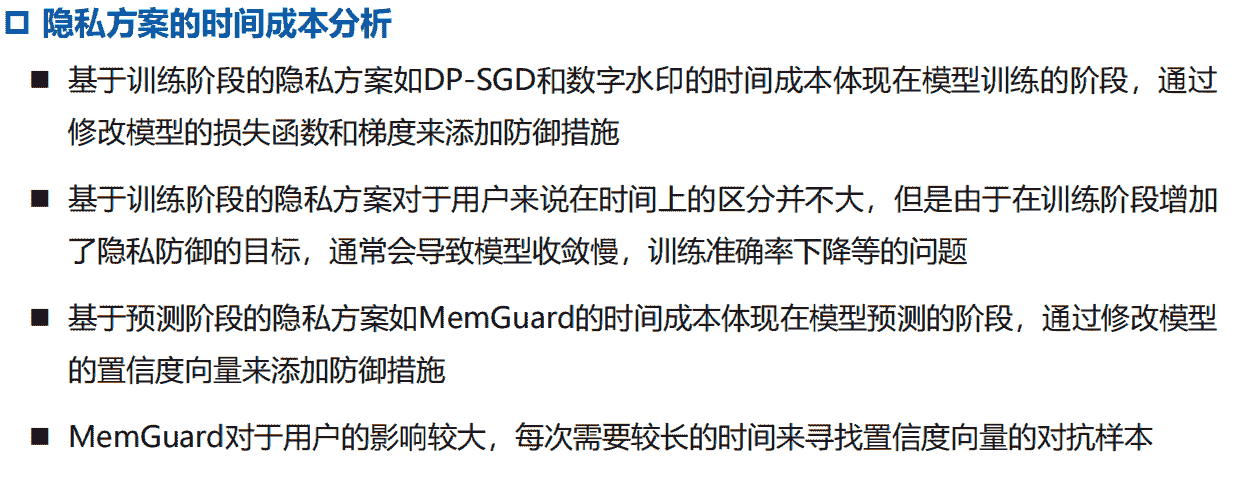 隐私方案的时间成本分析
基于训练阶段的隐私方案如DP-SGD和数字水印的时间成本体现在模型训练的阶段，通过
修改模型的损失函数和梯度来添加防御措施
基于训练阶段的隐私方案对于用户来说在时间上的区分并不大，但是由于在训练阶段增加
了隐私防御的目标，通常会导致模型收敛慢，训练准确率下降等的问题
基于预测阶段的隐私方案如MemGuard的时间成本体现在模型预测的阶段，通过修改模型
的置信度向量来添加防御措施
MemGuard对于用户的影响较大，每次需要较长的时间来寻找置信度向量的对抗样本